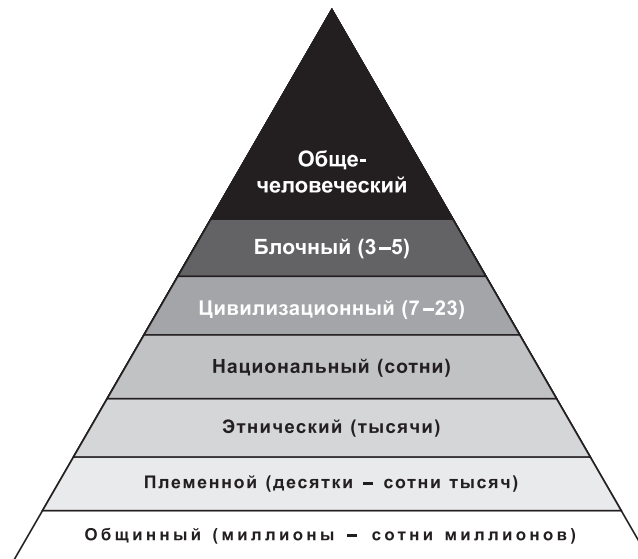 Обще-
человеческий
Блочный (3–5)
Цивилизационный (7–23)
Национальный (сотни)
Этнический (тысячи)
Племенной (десятки – сотни тысяч)
Общинный (миллионы – сотни миллионов)